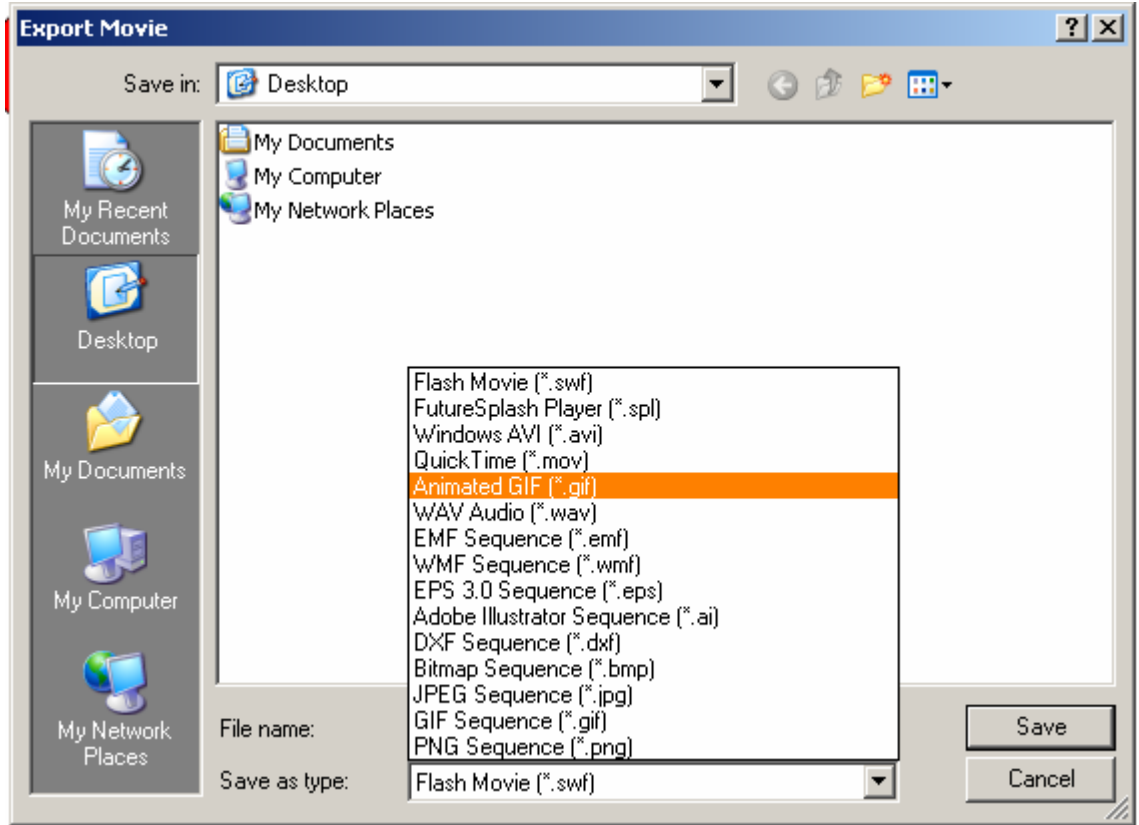 Export Movie
Save in:
Desktop
My Recent
Documents
Desktop
My Documents
My Computer
My Network
Places
My Documents
My Computer
My Network Places
Flash Movie (*.swf)
FutureSplash Player (*.spl)
Windows AVI (*.avi)
QuickTime (*.mov)
Animated GIF (*.gif)
WAV Audio (*.wav)
EMF Sequence (*.emf)
WMF Sequence (*.wmf)
EPS 3.0 Sequence (*.eps)
Adobe Illustrator Sequence (*.ai)
DXF Sequence (*.dxf)
Bitmap Sequence (*.bmp)
JPEG Sequence (*.jpg)
GIF Sequence (*.gif)
PNG Sequence (*.png)
File name:
Save
Save as type:
Flash Movie (*.swf)
Cancel